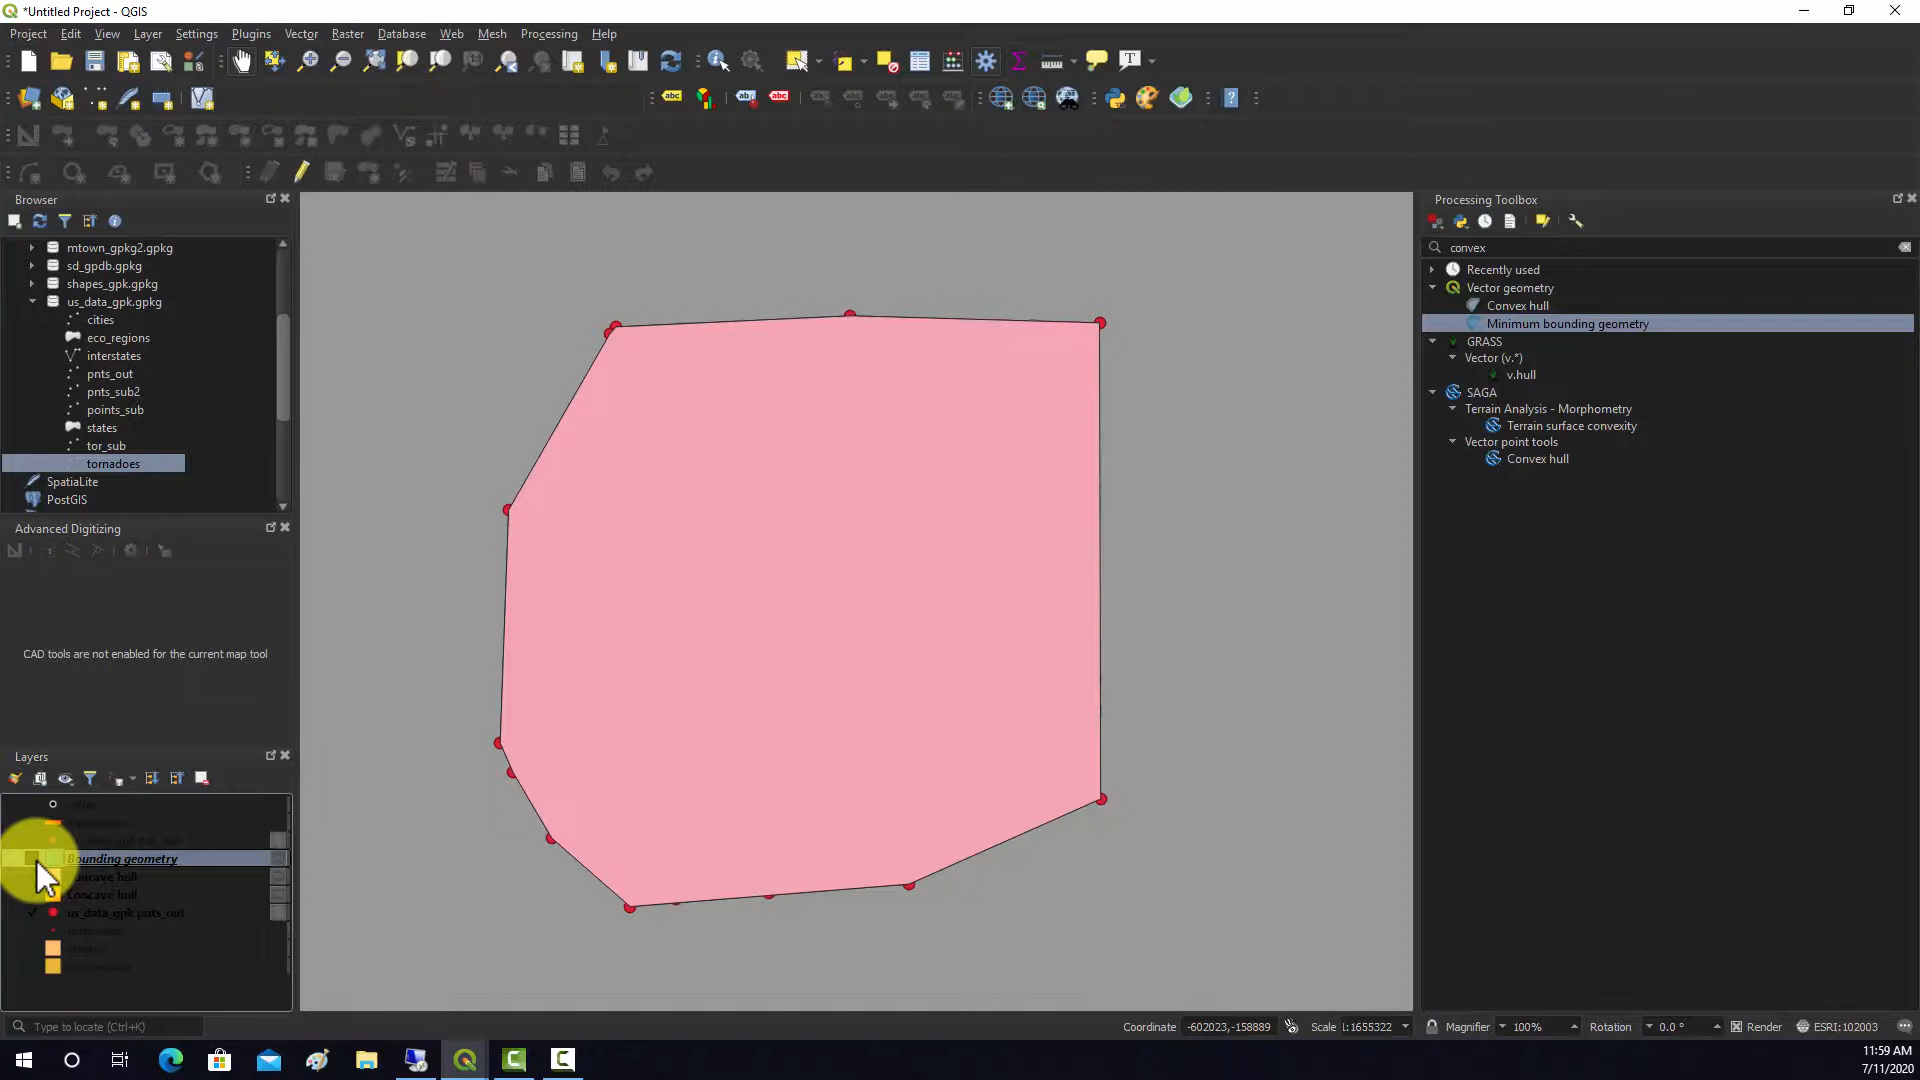 *Untitled Project - QGIS
Project Edit View Layer Settings Plugins Vector Raster Database Web Mesh Processing Help
abc abc abc
Browser
mtown_gpkg2.gpkg
sd_gpdb.gpkg
shapes_gpk.gpkg
us_data_gpk.gpkg
cities
eco_regions
interstates
pnts_out
pnts_sub2
points_sub
states
tor_sub
tornadoes
SpatiaLite
PostGIS
Advanced Digitizing
CAD tools are not enabled for the current map tool
Layers
Bounding geometry
Concave hull
Concave hull
us_data_gpk pnts_out
Processing Toolbox
convex
Recently used
Vector geometry
Convex hull
Minimum bounding geometry
GRASS
Vector (v.*)
v.hull
SAGA
Terrain Analysis - Morphometry
Terrain surface convexity
Vector point tools
Convex hull
Type to locate (Ctrl+K)
Coordinate -602023,-158889 Scale 1:1655322 Magnifier 100% Rotation 0.0 ° Render ESRI:102003
11:59 AM
7/11/2020